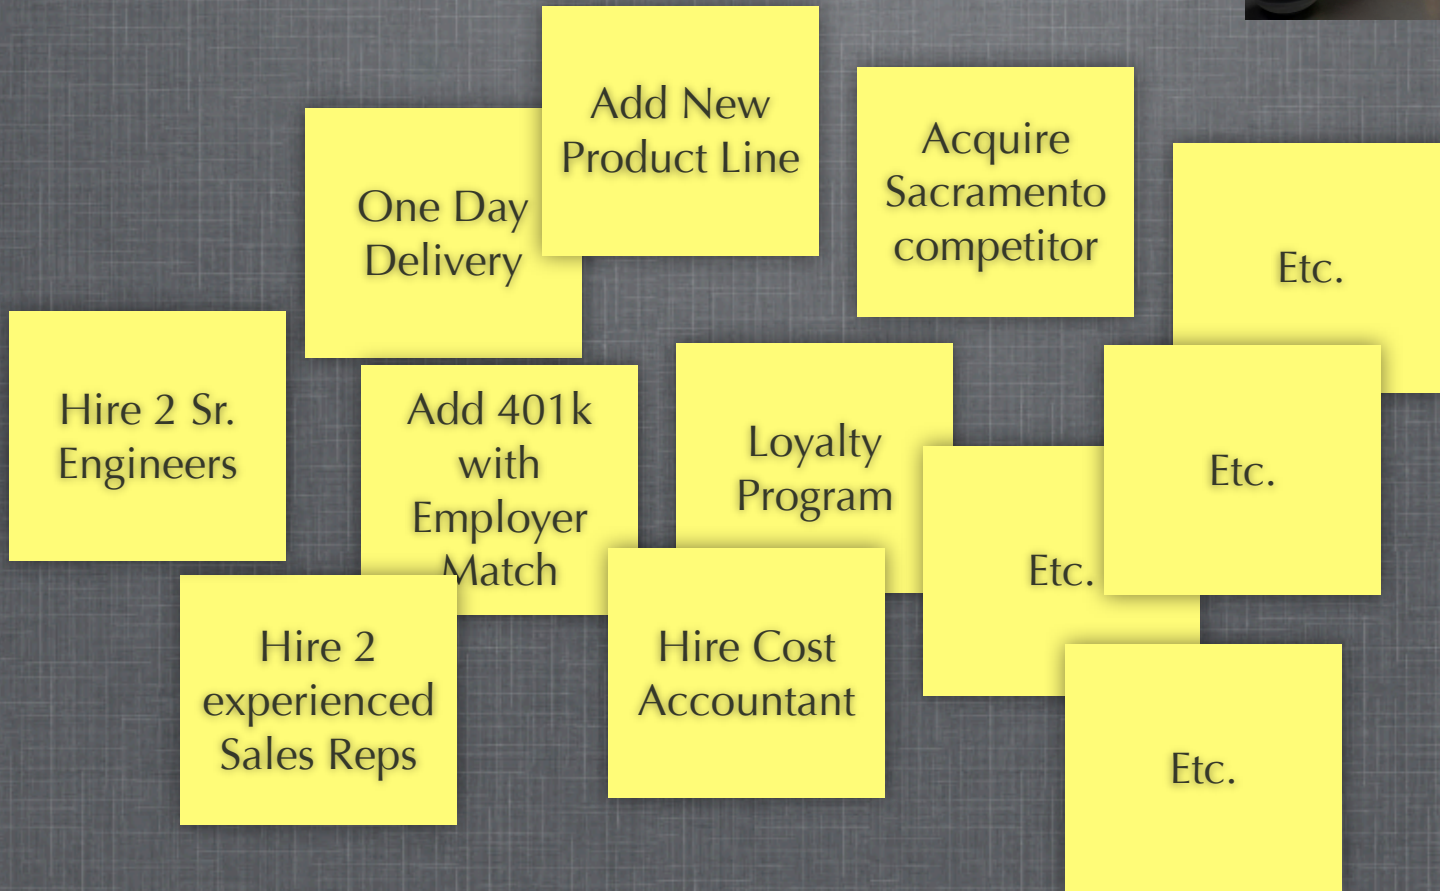 Add New
Product Line
Acquire
Sacramento
competitor
One Day
Delivery
Etc.
Hire 2 Sr.
Engineers
Add 401k
with
Employer
Match
Loyalty
Program
Etc.
Etc.
Hire 2
experienced
Sales Reps
Hire Cost
Accountant
Etc.